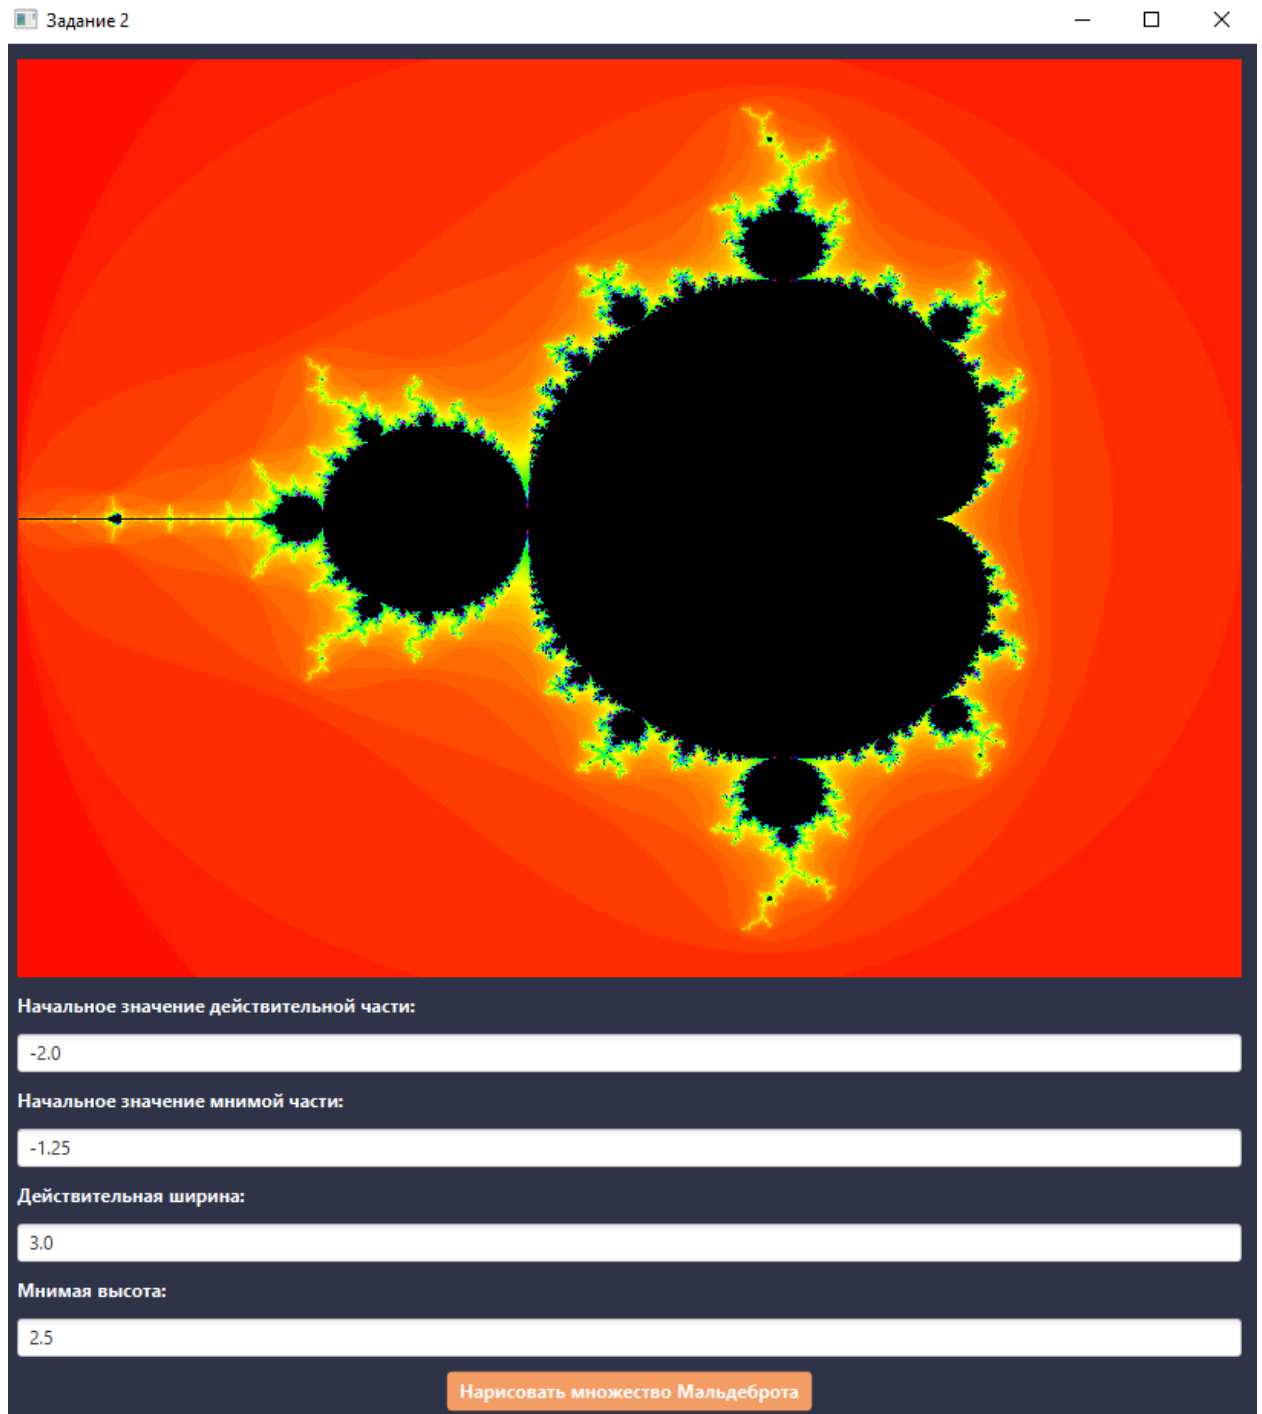 Задание 2
Начальное значение действительной части:
-2.0
Начальное значение мнимой части:
-1.25
Действительная ширина:
3.0
Мнимая высота:
2.5
Нарисовать множество Мальдеброта